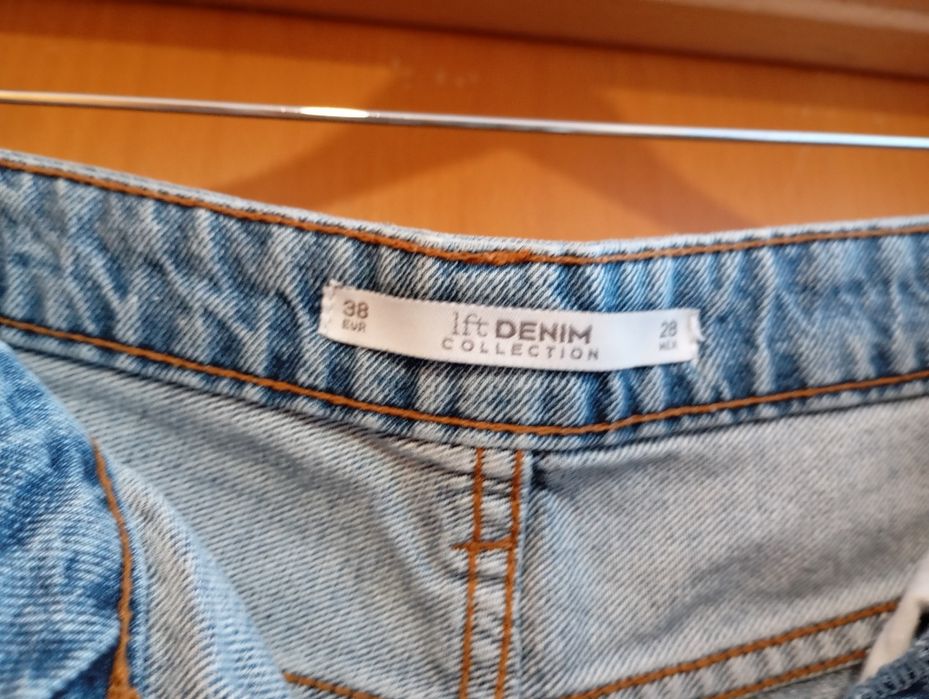 38
EUR
lft DENIM
COLLECTION
28
MEX